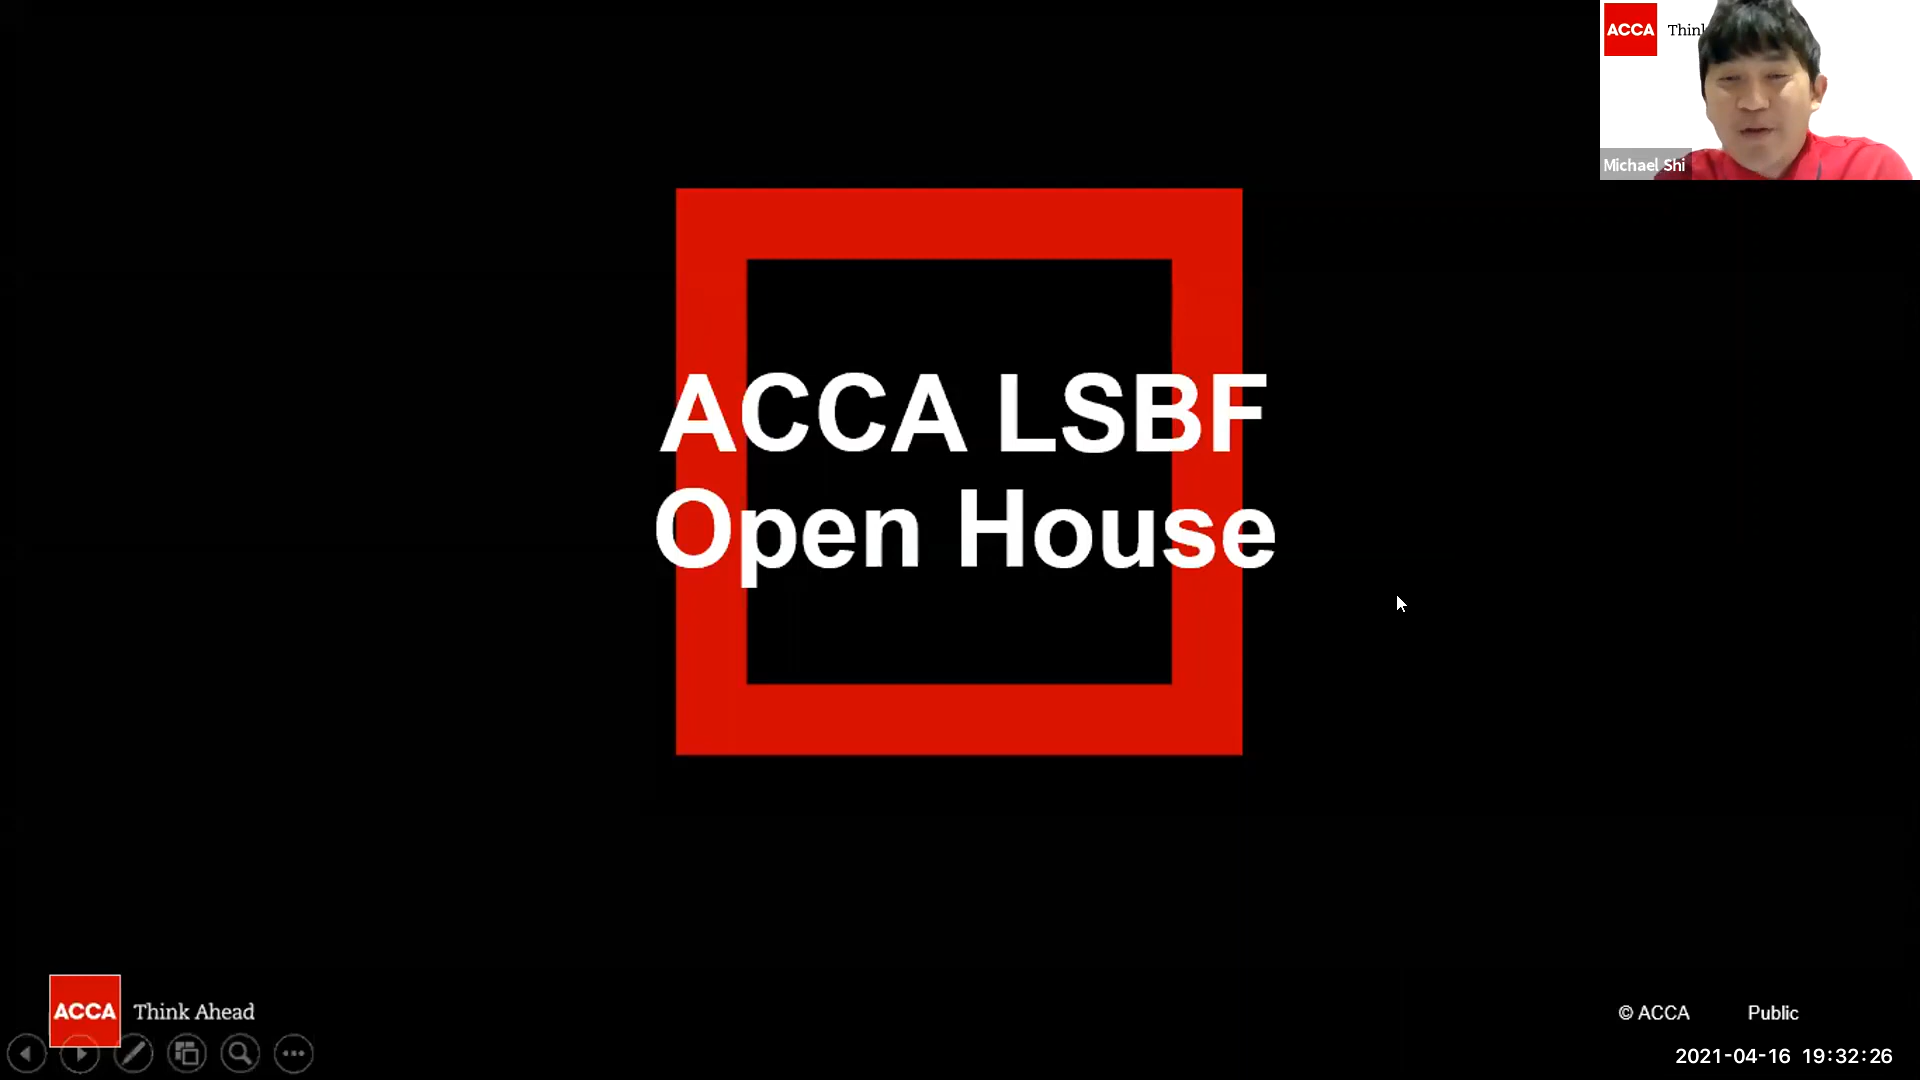 ACCA Think
Michael Shi
ACCA LSBF
Open House
ACCA Think Ahead
© ACCA Public
2021-04-16 19:32:26